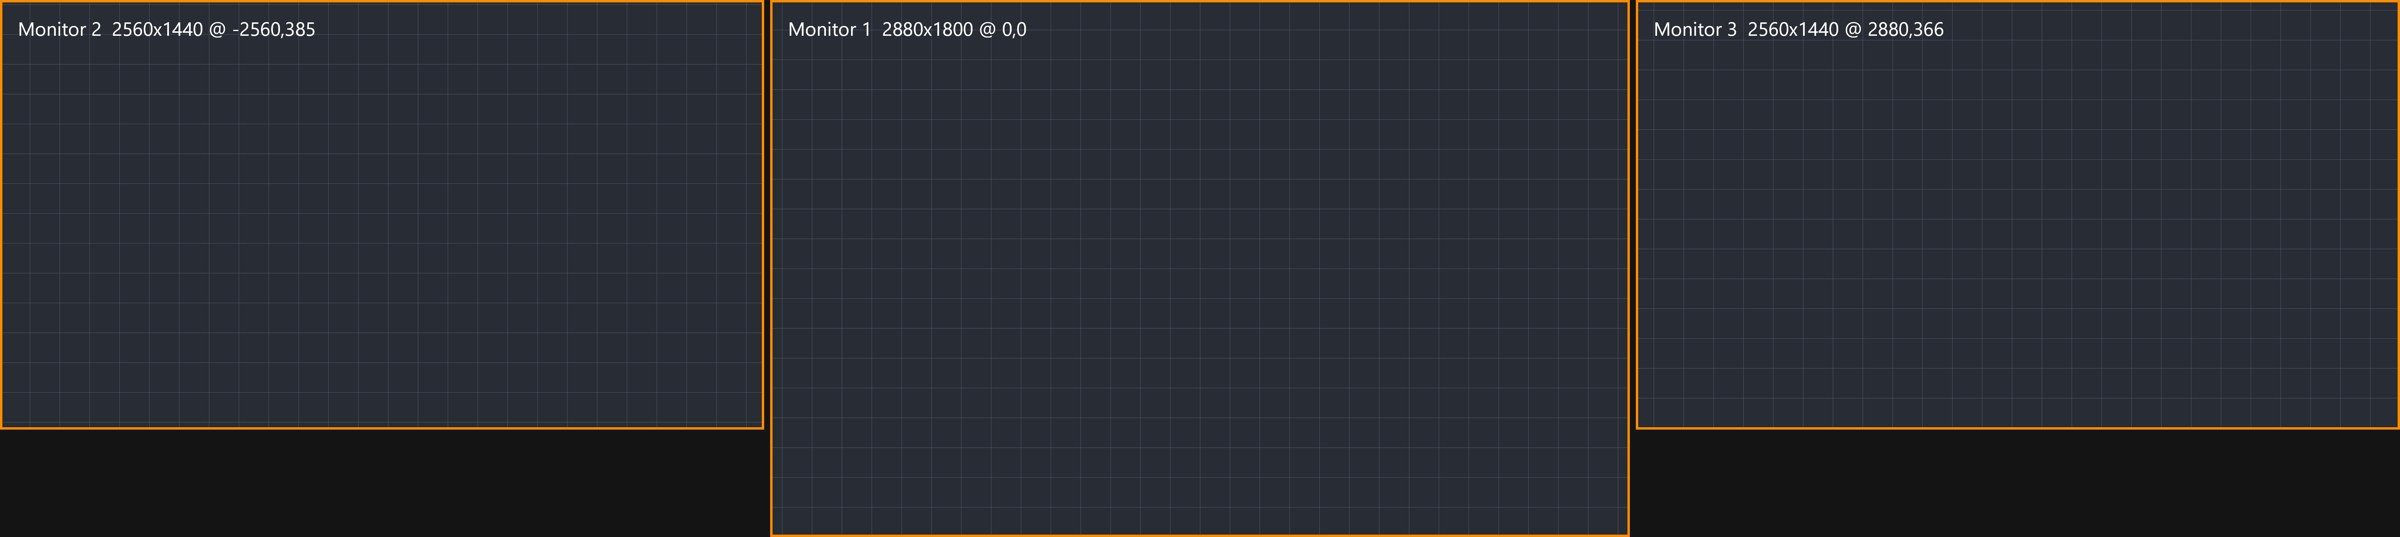 Monitor 2  2560x1440 @ -2560,385
Monitor 1  2880x1800 @ 0,0
Monitor 3  2560x1440 @ 2880,366